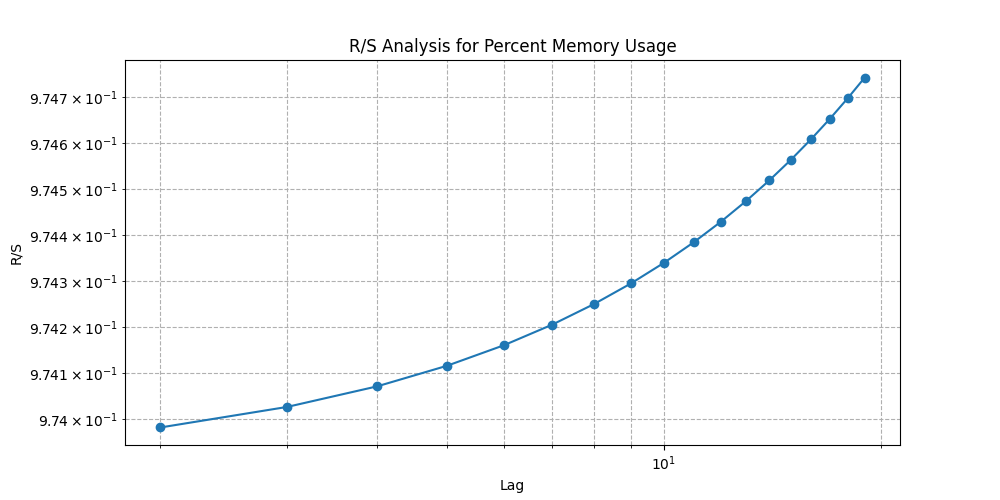 R/S Analysis for Percent Memory Usage
9.747 × 10⁻¹
9.746 × 10⁻¹
9.745 × 10⁻¹
9.744 × 10⁻¹
9.743 × 10⁻¹
9.742 × 10⁻¹
9.741 × 10⁻¹
9.74 × 10⁻¹
R/S
10¹
Lag